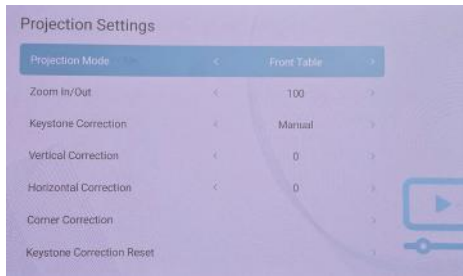 Projection Settings
Projection Mode < Front Table >
Zoom In/Out < 100 >
Keystone Correction < Manual >
Vertical Correction < 0 >
Horizontal Correction < 0 >
Corner Correction >
Keystone Correction Reset >